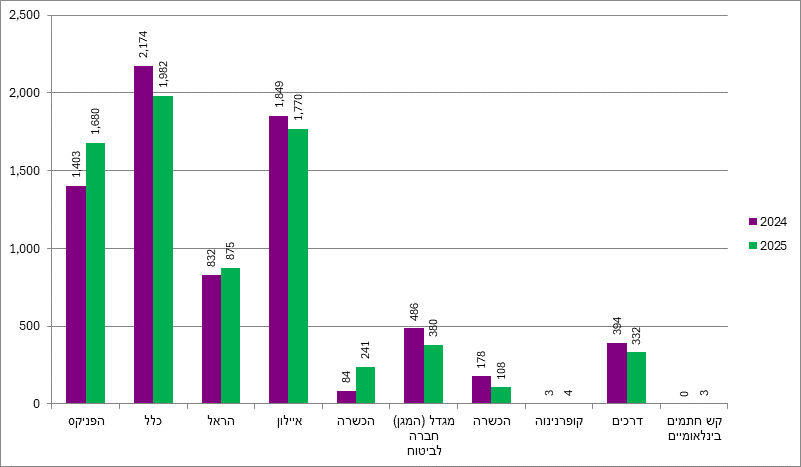 2,500
2,000
1,500
1,000
500
0
1,403
1,680
2,174
1,982
832
875
1,849
1,770
84
241
486
380
178
108
3
4
394
332
0
3
הפניקס
כלל
הראל
איילון
הכשרה
מגדל (המגן)
חברה
לביטוח
הכשרה
קופרנינוה
דרכים
קש חתמים
בינלאומיים
2024
2025